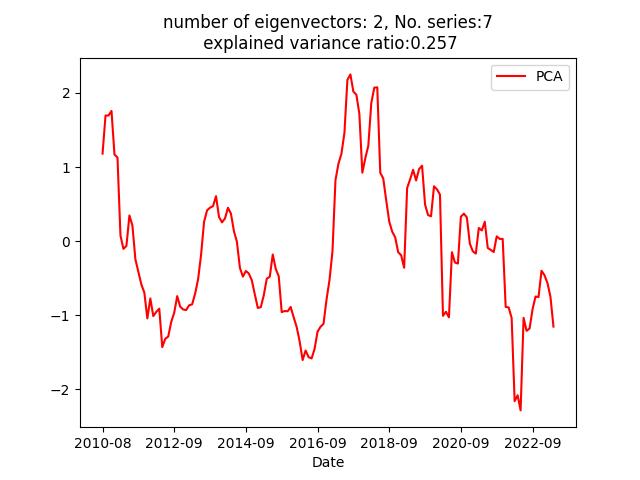 number of eigenvectors: 2, No. series:7
explained variance ratio:0.257
PCA
2
1
0
−1
−2
2010-08 2012-09 2014-09 2016-09 2018-09 2020-09 2022-09
Date